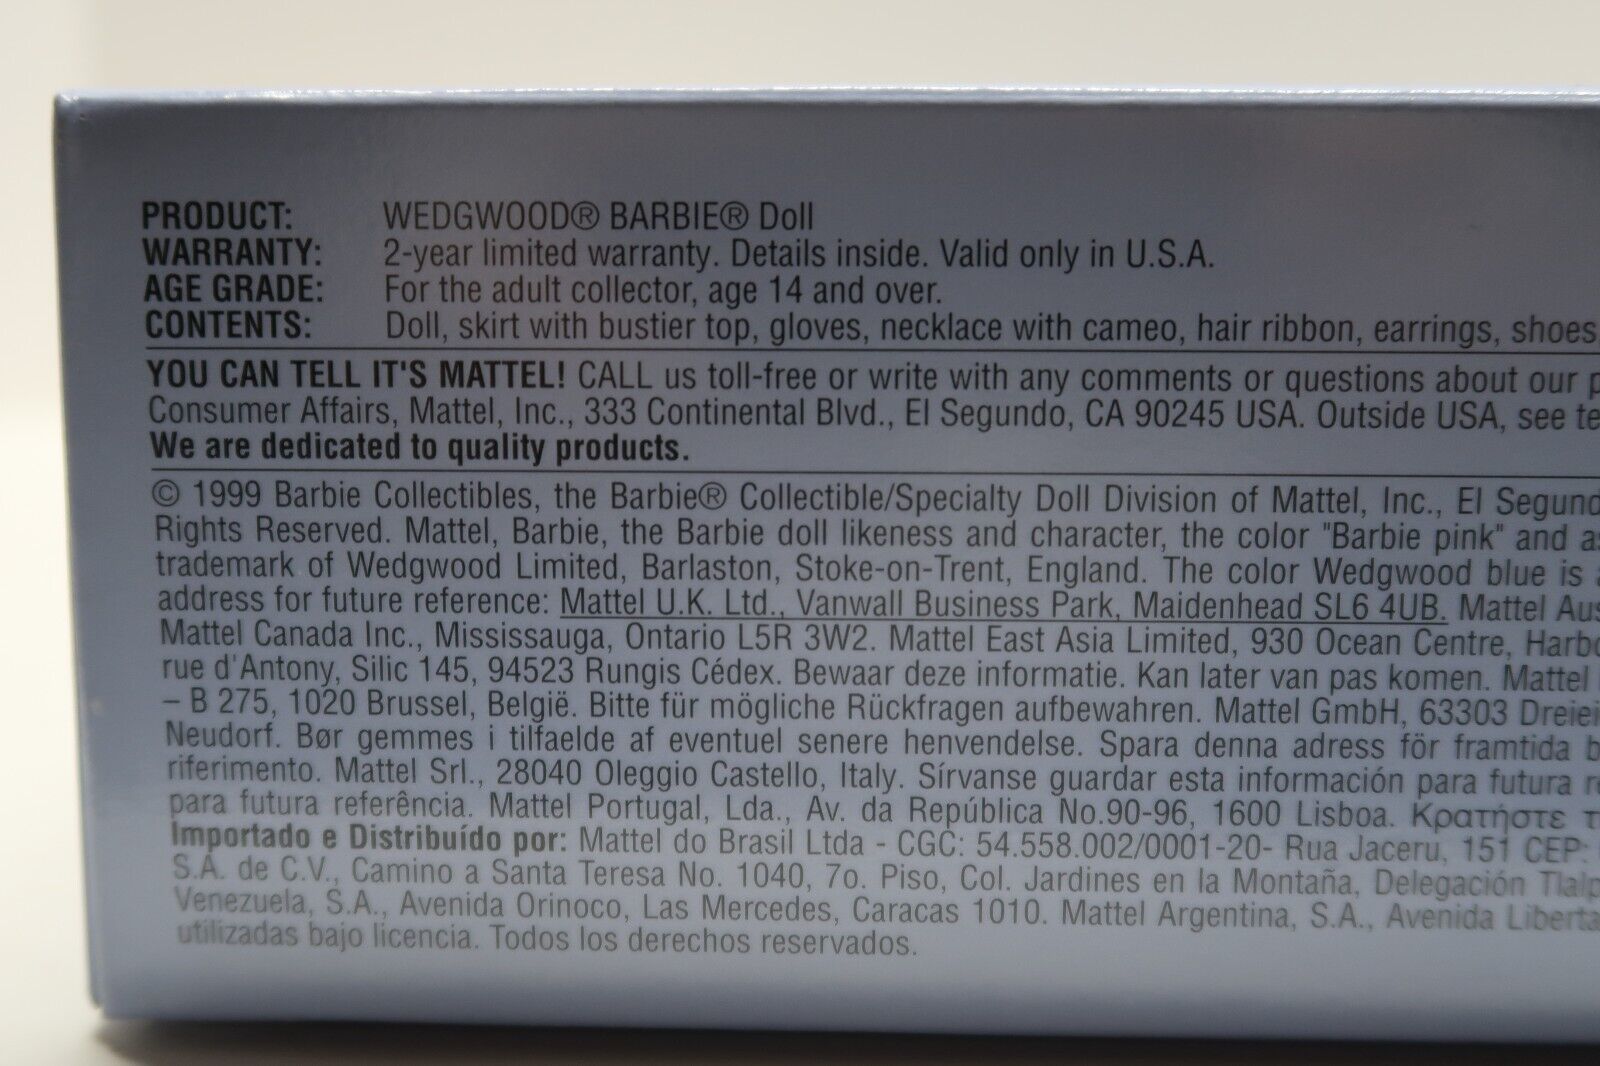 PRODUCT: WEDGWOOD® BARBIE® Doll
WARRANTY: 2-year limited warranty. Details inside. Valid only in U.S.A.
AGE GRADE: For the adult collector, age 14 and over.
CONTENTS: Doll, skirt with bustier top, gloves, necklace with cameo, hair ribbon, earrings, shoes,
YOU CAN TELL IT'S MATTEL! CALL us toll-free or write with any comments or questions about our p
Consumer Affairs, Mattel, Inc., 333 Continental Blvd., El Segundo, CA 90245 USA. Outside USA, see te
We are dedicated to quality products.
© 1999 Barbie Collectibles, the Barbie® Collectible/Specialty Doll Division of Mattel, Inc., El Segund
Rights Reserved. Mattel, Barbie, the Barbie doll likeness and character, the color "Barbie pink" and as
trademark of Wedgwood Limited, Barlaston, Stoke-on-Trent, England. The color Wedgwood blue is a
address for future reference: Mattel U.K. Ltd., Vanwall Business Park, Maidenhead SL6 4UB. Mattel Aus
Mattel Canada Inc., Mississauga, Ontario L5R 3W2. Mattel East Asia Limited, 930 Ocean Centre, Harbo
rue d'Antony, Silic 145, 94523 Rungis Cédex. Bewaar deze informatie. Kan later van pas komen. Mattel
– B 275, 1020 Brussel, België. Bitte für mögliche Rückfragen aufbewahren. Mattel GmbH, 63303 Dreiei
Neudorf. Bør gemmes i tilfaelde af eventuel senere henvendelse. Spara denna adress för framtida b
riferimento. Mattel Srl., 28040 Oleggio Castello, Italy. Sírvanse guardar esta información para futura re
para futura referência. Mattel Portugal, Lda., Av. da República No.90-96, 1600 Lisboa. Κρατήστε τ
Importado e Distribuído por: Mattel do Brasil Ltda - CGC: 54.558.002/0001-20- Rua Jaceru, 151 CEP:
S.A. de C.V., Camino a Santa Teresa No. 1040, 7o. Piso, Col. Jardines en la Montaña, Delegación Tlalp
Venezuela, S.A., Avenida Orinoco, Las Mercedes, Caracas 1010. Mattel Argentina, S.A., Avenida Liberta
utilizadas bajo licencia. Todos los derechos reservados.